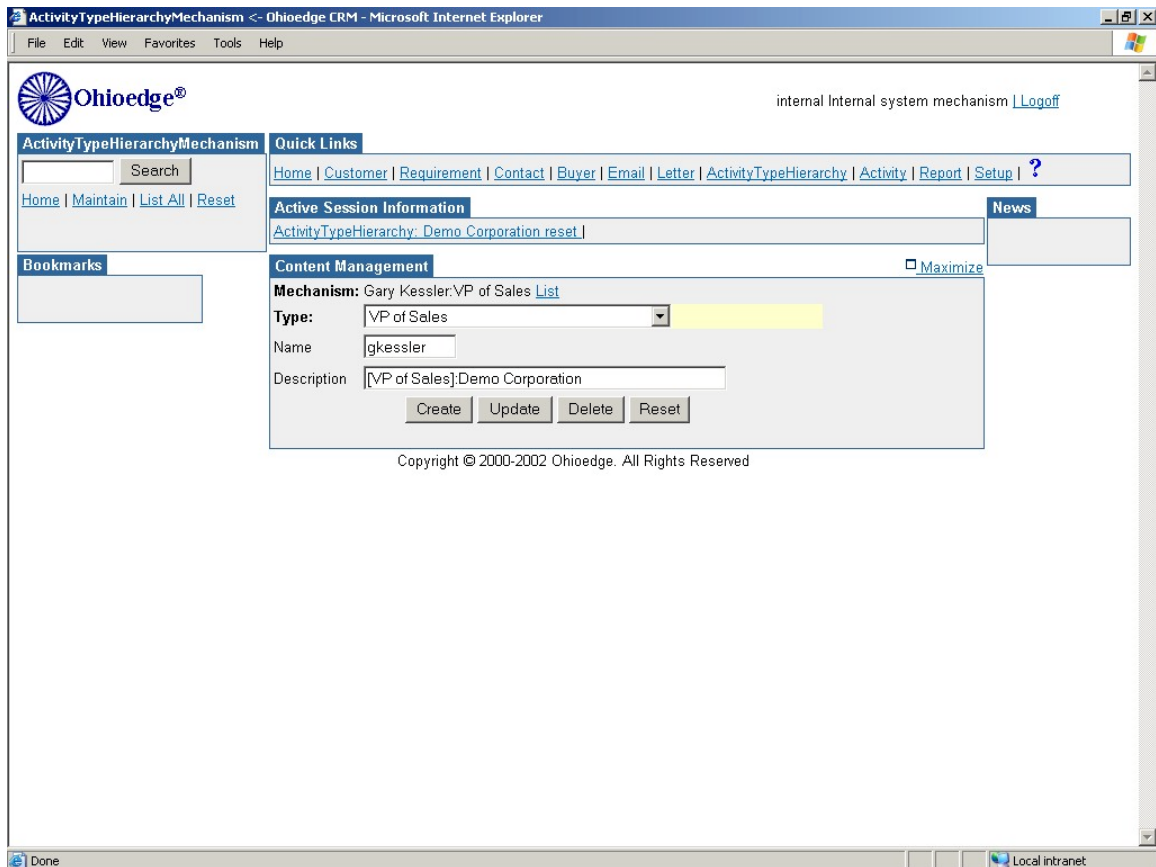 ActivityTypeHierarchyMechanism <- Ohioedge CRM - Microsoft Internet Explorer
File Edit View Favorites Tools Help
Ohioedge®
internal Internal system mechanism | Logoff
ActivityTypeHierarchyMechanism
Search
Home | Maintain | List All | Reset
Quick Links
Home | Customer | Requirement | Contact | Buyer | Email | Letter | ActivityTypeHierarchy | Activity | Report | Setup | ?
Active Session Information
ActivityTypeHierarchy: Demo Corporation reset |
News
Bookmarks
Content Management
Maximize
Mechanism: Gary Kessler:VP of Sales List
Type: VP of Sales
Name gkessler
Description [VP of Sales]:Demo Corporation
Create Update Delete Reset
Copyright © 2000-2002 Ohioedge. All Rights Reserved
Done
Local intranet